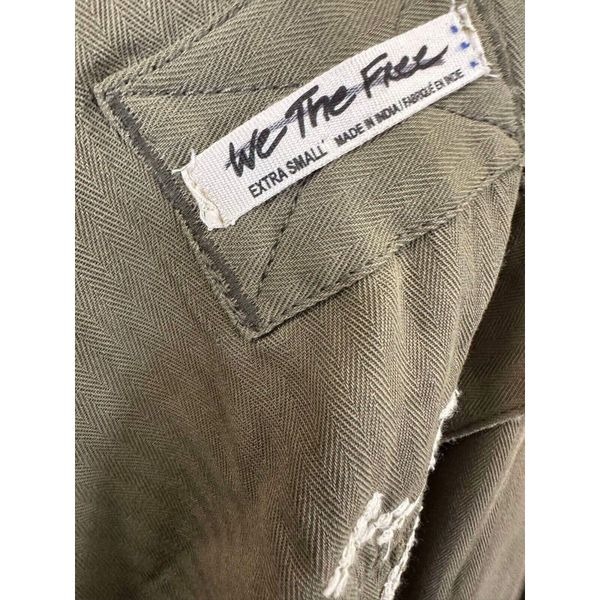 We The Free
EXTRA SMALL MADE IN INDIA / FABRIQUÉ EN INDE